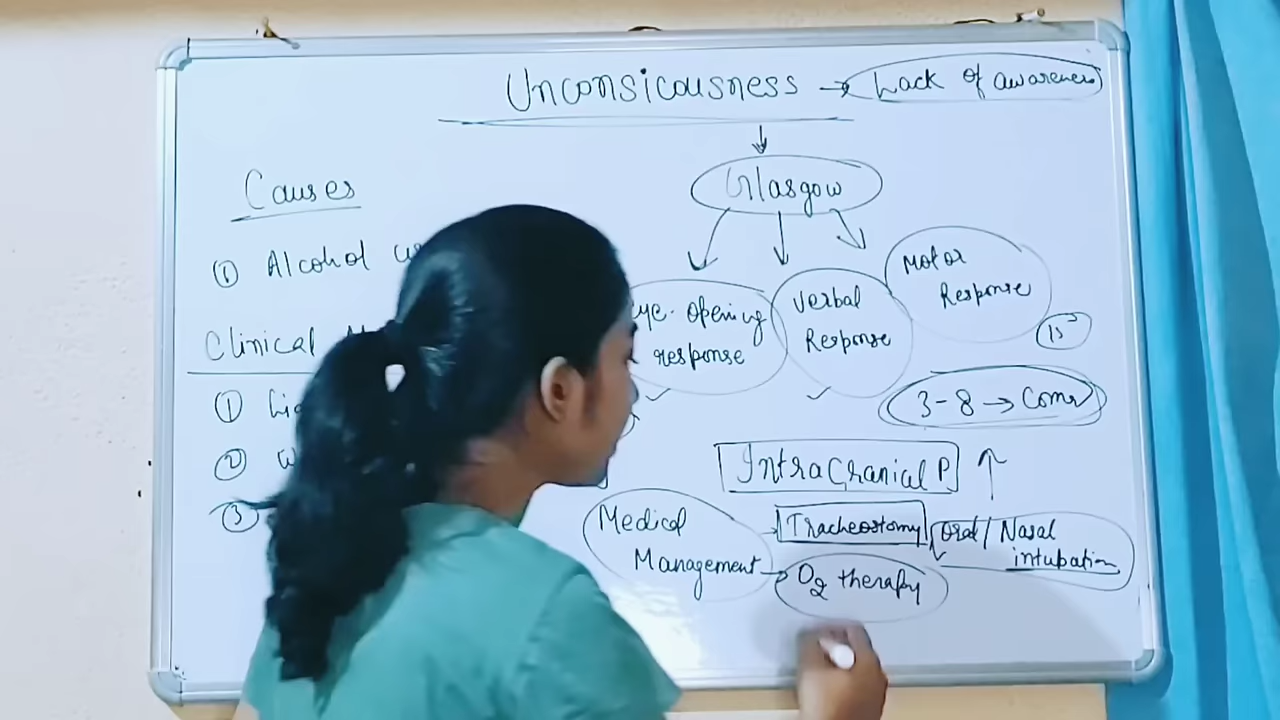 Unconsicousness → Lack of awareness
Glasgow
Causes
① Alcohol
Motor
Response
Verbal
Response
opening
response
15
Clinical
①
3-8 → Coma
②
IntraCranial P ↑
③
Medical
Management
Tracheostomy
Oral / Nasal
intubation
O2 therapy